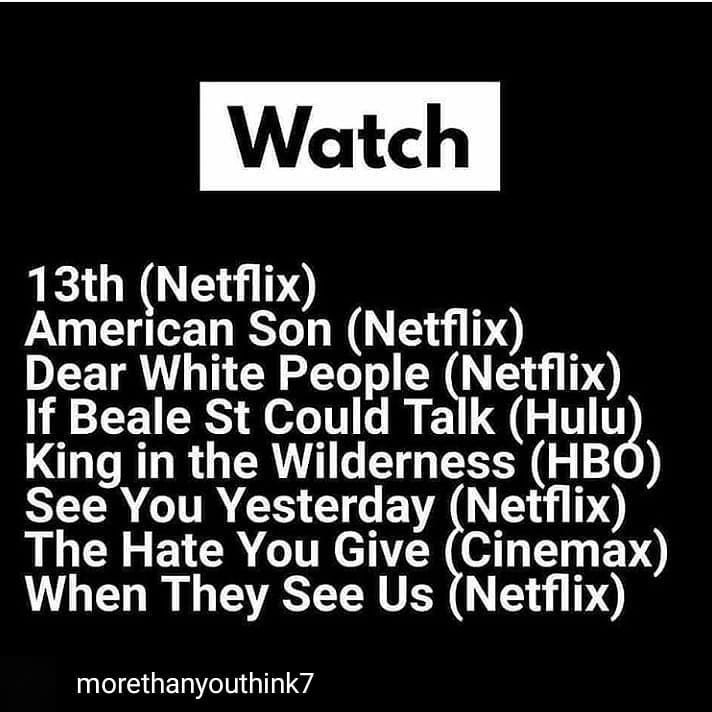 Watch
13th (Netflix)
American Son (Netflix)
Dear White People (Netflix)
If Beale St Could Talk (Hulu)
King in the Wilderness (HBO)
See You Yesterday (Netflix)
The Hate You Give (Cinemax)
When They See Us (Netflix)
morethanyouthink7